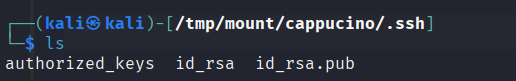 ┌──(kali㉿kali)-[/tmp/mount/cappucino/.ssh]
└─$ ls
authorized_keys  id_rsa  id_rsa.pub